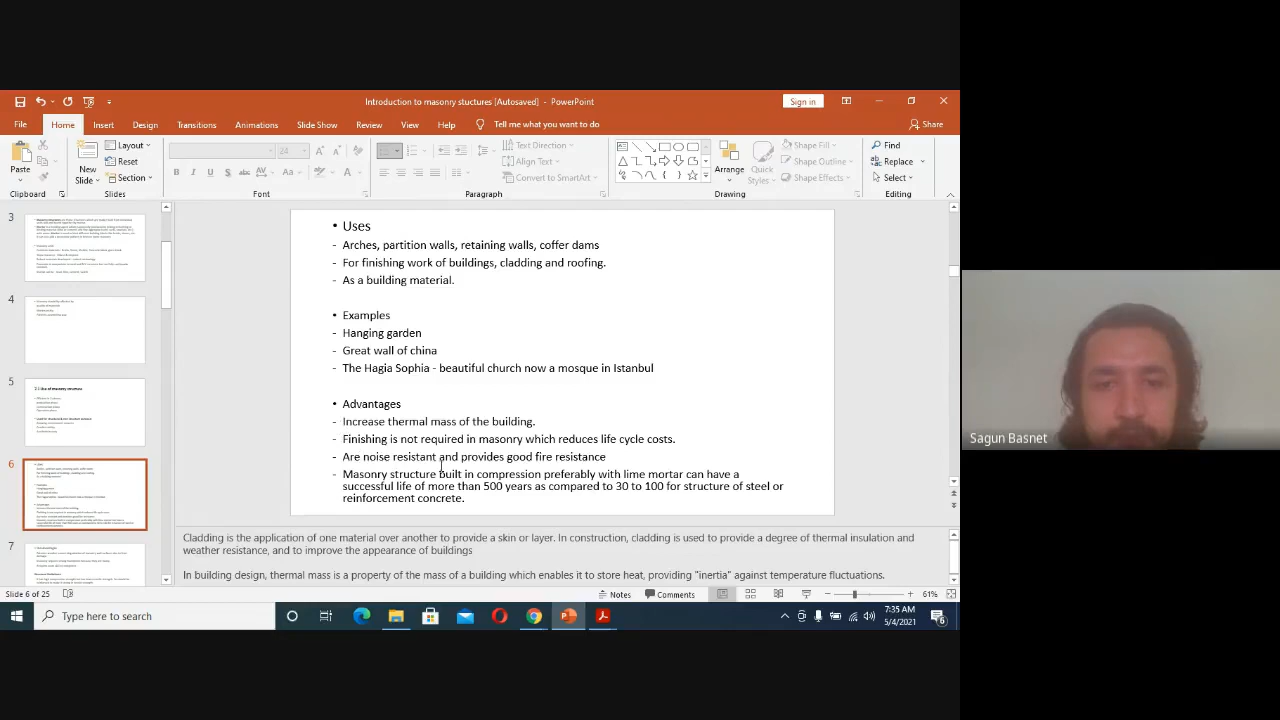 Introduction to masonry stuctures [Autosaved] - PowerPoint
Sign in
File Home Insert Design Transitions Animations Slide Show Review View Help Tell me what you want to do Share
Paste
Clipboard
New Slide
Layout
Reset
Section
Slides
24
Font
Text Direction
Align Text
Convert to SmartArt
Paragraph
Arrange
Quick Styles
Shape Fill
Shape Outline
Shape Effects
Drawing
Find
Replace
Select
Editing
3
4
5
6
7
• Uses
- Arches, partition walls, retaining walls, coffer dams
- For finishing work of building, cladding and roofing.
- As a building material.
• Examples
- Hanging garden
- Great wall of china
- The Hagia Sophia - beautiful church now a mosque in Istanbul
• Advantages
- Increase thermal mass of the building.
- Finishing is not required in masonry which reduces life cycle costs.
- Are noise resistant and provides good fire resistance
- Masonry structure built in compression preferably with lime mortar can have
successful life of more than 500 years as compared to 30 to 100 for structure of steel or
reinforcement concrete.
Cladding is the application of one material over another to provide a skin or layer. In construction, cladding is used to provide a degree of thermal insulation and
weather resistance, and to improve the appearance of building.
In building design, thermal mass is a property of the mass of a building which enables it to store heat, providing "inertia" against temperature fluctuations.
Slide 6 of 25
Notes
Comments
61%
Type here to search
7:35 AM
5/4/2021
6
Sagun Basnet